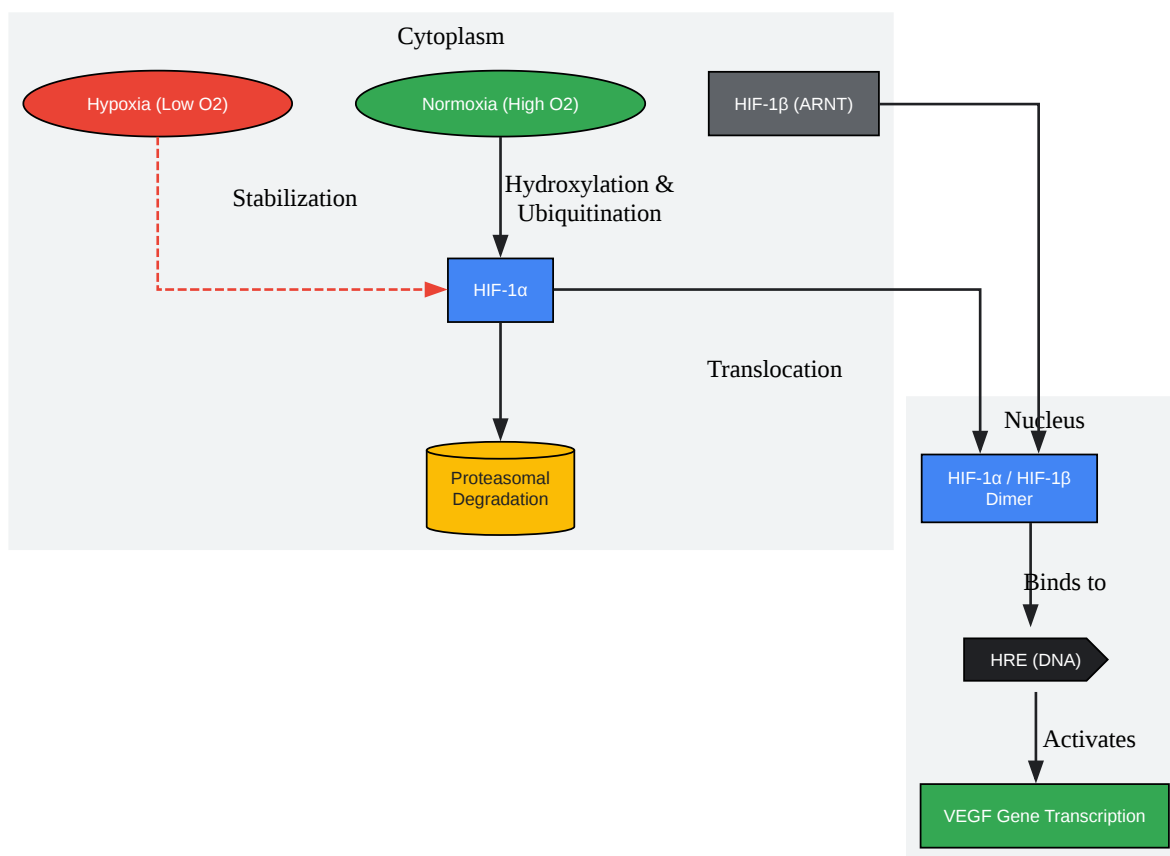 Cytoplasm
Hypoxia (Low O2)
Normoxia (High O2)
HIF-1β (ARNT)
Stabilization
Hydroxylation &
Ubiquitination
HIF-1α
Translocation
Proteasomal
Degradation
Nucleus
HIF-1α / HIF-1β
Dimer
Binds to
HRE (DNA)
Activates
VEGF Gene Transcription